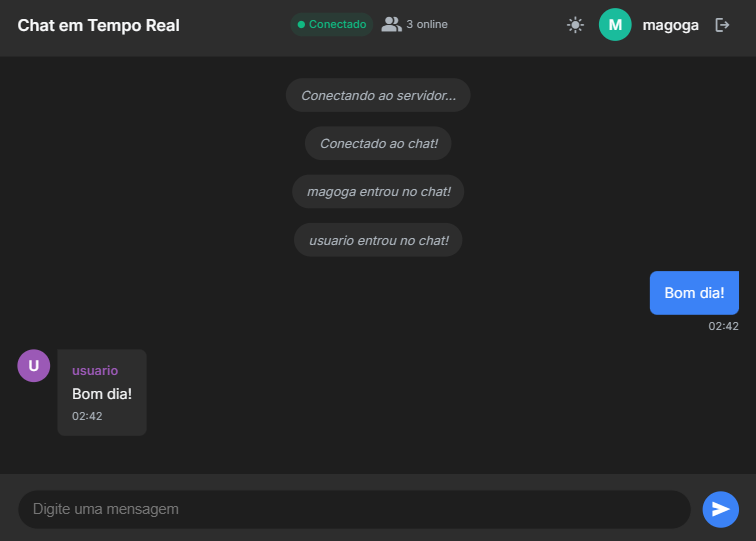 Chat em Tempo Real
Conectado
3 online
M
magoga
Conectando ao servidor...
Conectado ao chat!
magoga entrou no chat!
usuario entrou no chat!
Bom dia!
02:42
U
usuario
Bom dia!
02:42
Digite uma mensagem